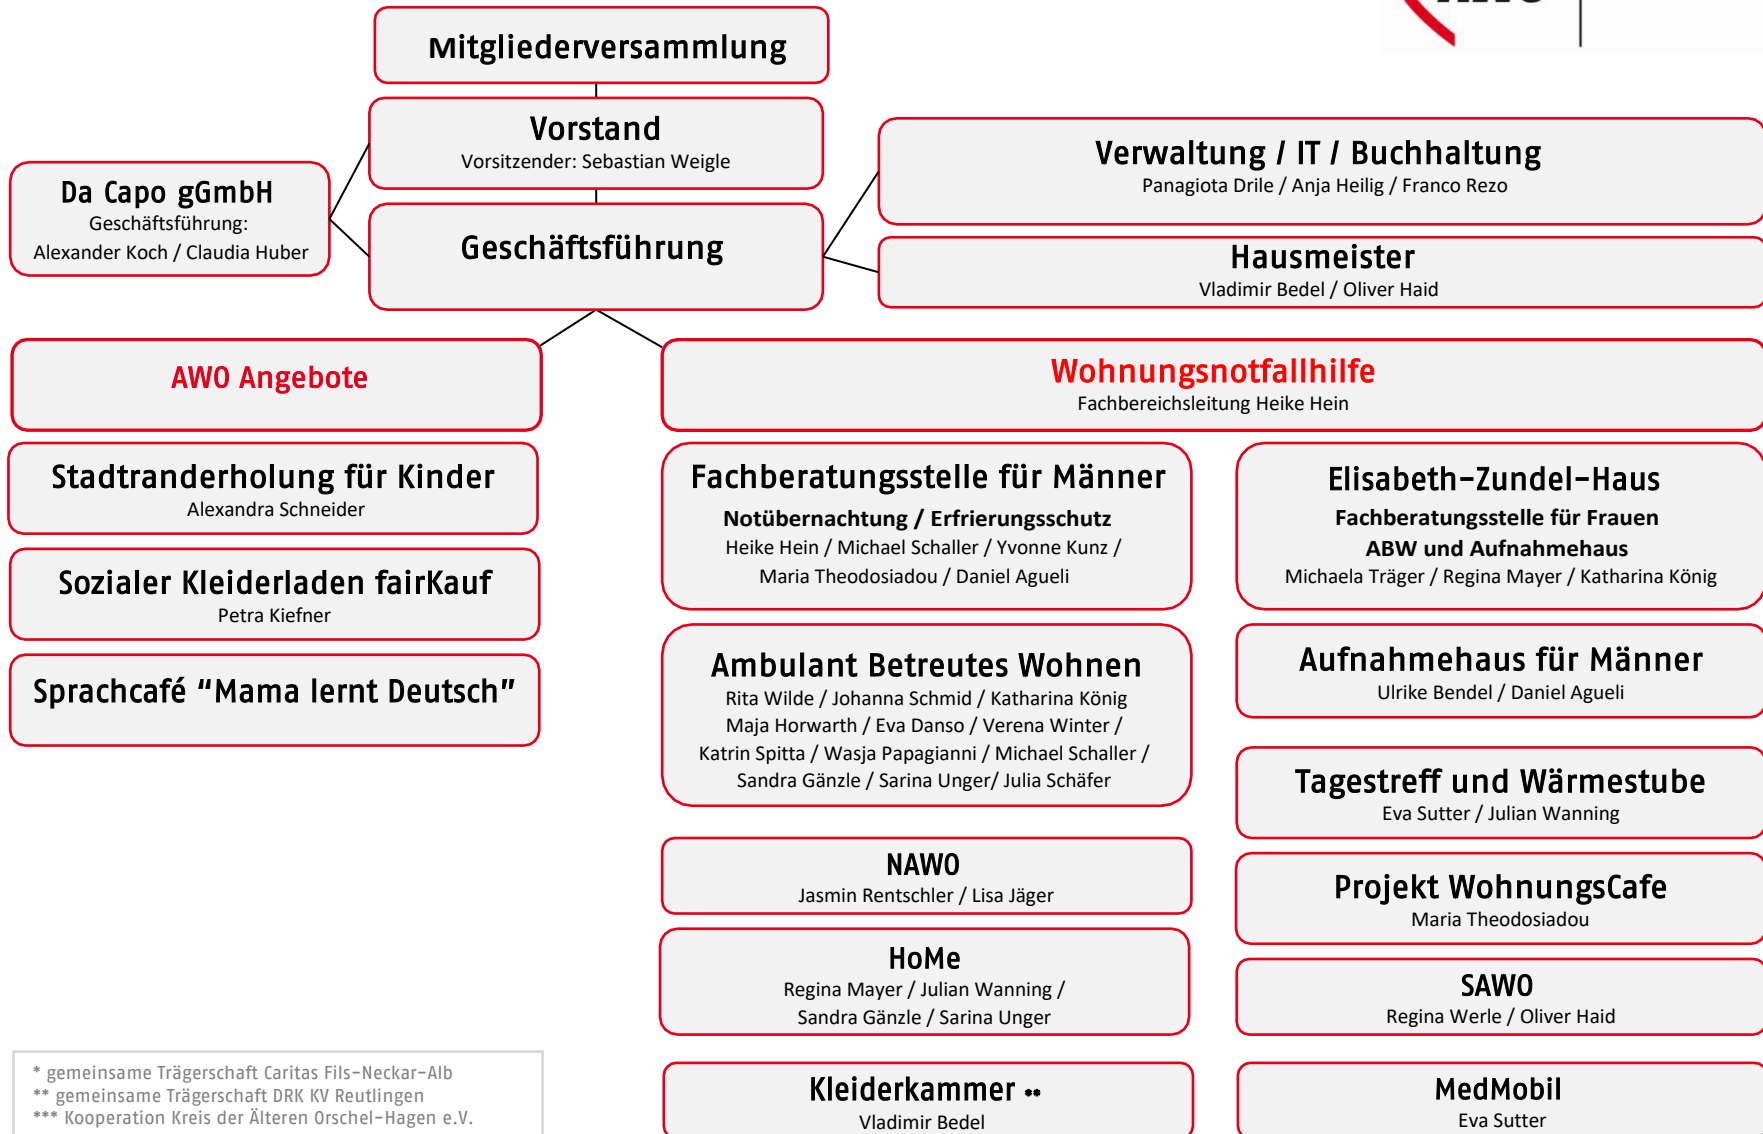 Mitgliederversammlung
Vorstand
Vorsitzender: Sebastian Weigle
Da Capo gGmbH
Geschäftsführung:
Alexander Koch / Claudia Huber
Geschäftsführung
Verwaltung / IT / Buchhaltung
Panagiota Drile / Anja Heilig / Franco Rezo
Hausmeister
Vladimir Bedel / Oliver Haid
AWO Angebote
Wohnungsnotfallhilfe
Fachbereichsleitung Heike Hein
Stadtranderholung für Kinder
Alexandra Schneider
Sozialer Kleiderladen fairKauf
Petra Kiefner
Sprachcafé “Mama lernt Deutsch”
Fachberatungsstelle für Männer
Notübernachtung / Erfrierungsschutz
Heike Hein / Michael Schaller / Yvonne Kunz /
Maria Theodosiadou / Daniel Agueli
Ambulant Betreutes Wohnen
Rita Wilde / Johanna Schmid / Katharina König
Maja Horwarth / Eva Danso / Verena Winter /
Katrin Spitta / Wasja Papagianni / Michael Schaller /
Sandra Gänzle / Sarina Unger/ Julia Schäfer
NAWO
Jasmin Rentschler / Lisa Jäger
HoMe
Regina Mayer / Julian Wanning /
Sandra Gänzle / Sarina Unger
Kleiderkammer **
Vladimir Bedel
Elisabeth-Zundel-Haus
Fachberatungsstelle für Frauen
ABW und Aufnahmehaus
Michaela Träger / Regina Mayer / Katharina König
Aufnahmehaus für Männer
Ulrike Bendel / Daniel Agueli
Tagestreff und Wärmestube
Eva Sutter / Julian Wanning
Projekt WohnungsCafe
Maria Theodosiadou
SAWO
Regina Werle / Oliver Haid
MedMobil
Eva Sutter
* gemeinsame Trägerschaft Caritas Fils-Neckar-Alb
** gemeinsame Trägerschaft DRK KV Reutlingen
*** Kooperation Kreis der Älteren Orschel-Hagen e.V.